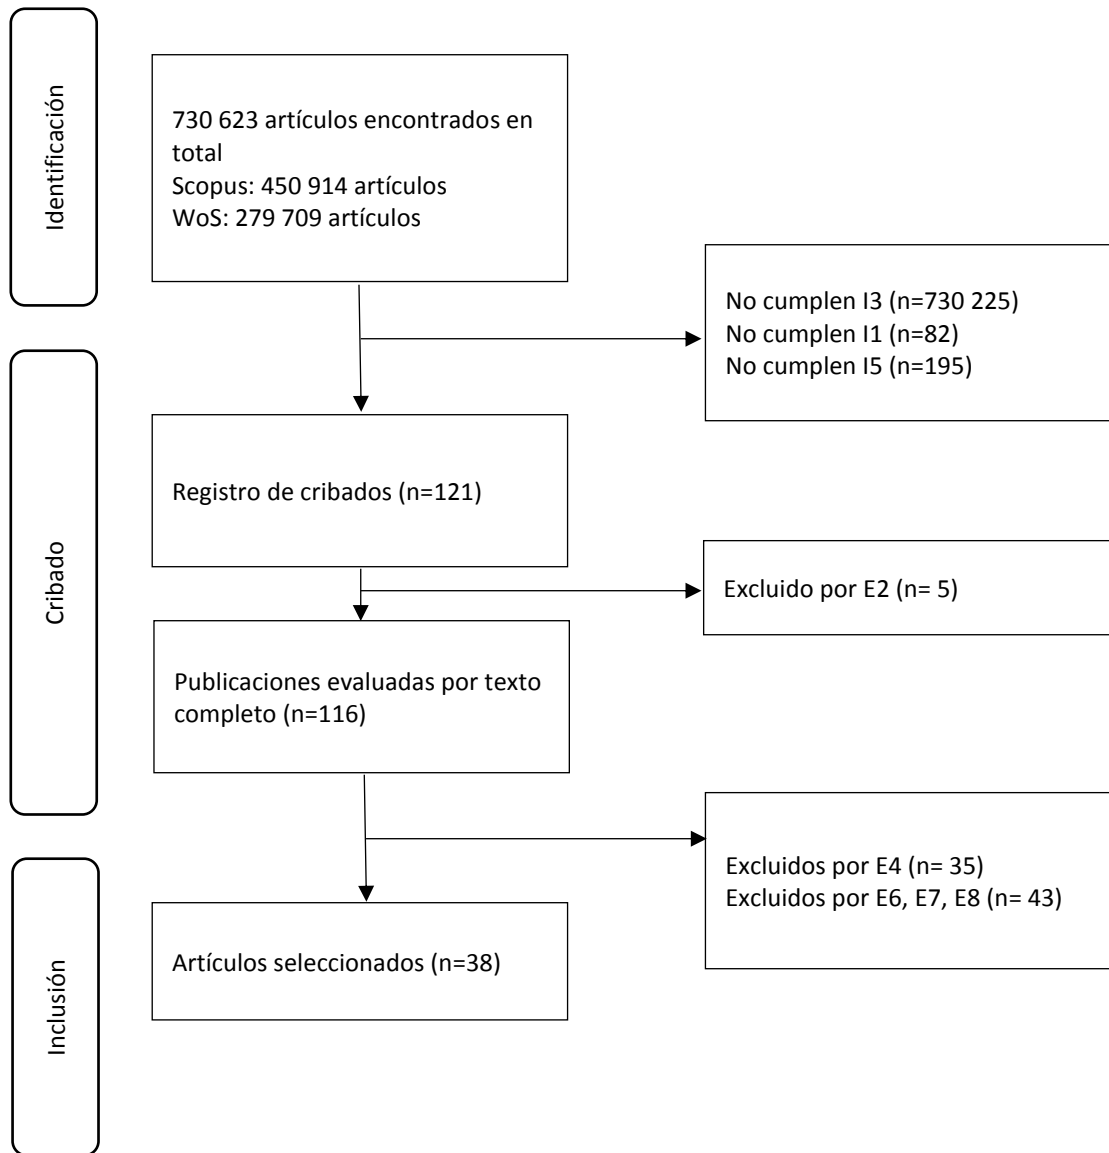 Identificación
730 623 artículos encontrados en
total
Scopus: 450 914 artículos
WoS: 279 709 artículos
No cumplen I3 (n=730 225)
No cumplen I1 (n=82)
No cumplen I5 (n=195)
Cribado
Registro de cribados (n=121)
Excluido por E2 (n= 5)
Publicaciones evaluadas por texto
completo (n=116)
Excluidos por E4 (n= 35)
Excluidos por E6, E7, E8 (n= 43)
Inclusión
Artículos seleccionados (n=38)